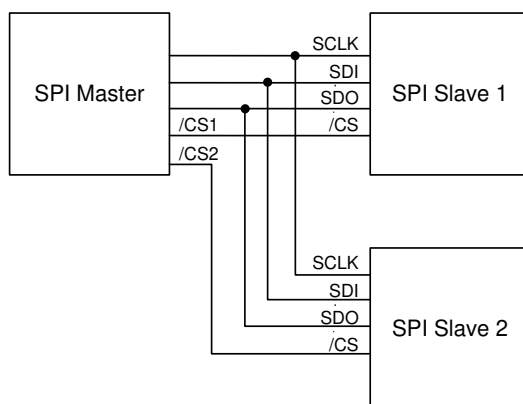 SCLK
SDI
SPI Master
SDO
SPI Slave 1
/CS1
/CS
/CS2
SCLK
SDI
SDO
SPI Slave 2
/CS